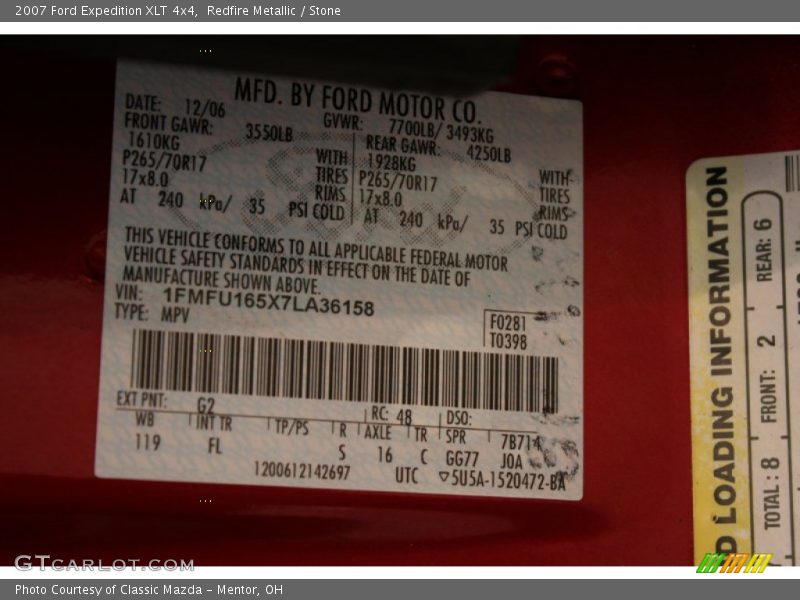 2007 Ford Expedition XLT 4x4, Redfire Metallic / Stone
MFD. BY FORD MOTOR CO.
DATE: 12/06
GVWR: 7700LB/ 3493KG
FRONT GAWR: 3550LB
REAR GAWR: 4250LB
1610KG WITH
1928KG WITH
P265/70R17 TIRES
P265/70R17 TIRES
17x8.0 RIMS
17x8.0 RIMS
AT 240 kPa/ 35 PSI COLD
AT 240 kPa/ 35 PSI COLD
THIS VEHICLE CONFORMS TO ALL APPLICABLE FEDERAL MOTOR
VEHICLE SAFETY STANDARDS IN EFFECT ON THE DATE OF
MANUFACTURE SHOWN ABOVE.
VIN: 1FMFU165X7LA36158
TYPE: MPV
F0281
T0398
EXT PNT: G2 RC: 48 DSO:
WB INT TR TP/PS R AXLE TR SPR 7B714
119 FL S 16 C GG77 J0A
1200612142697 UTC ▽5U5A-1520472-BA
LOADING INFORMATION
TOTAL: 8 FRONT: 2 REAR: 6
GTCARLOT.COM
Photo Courtesy of Classic Mazda - Mentor, OH